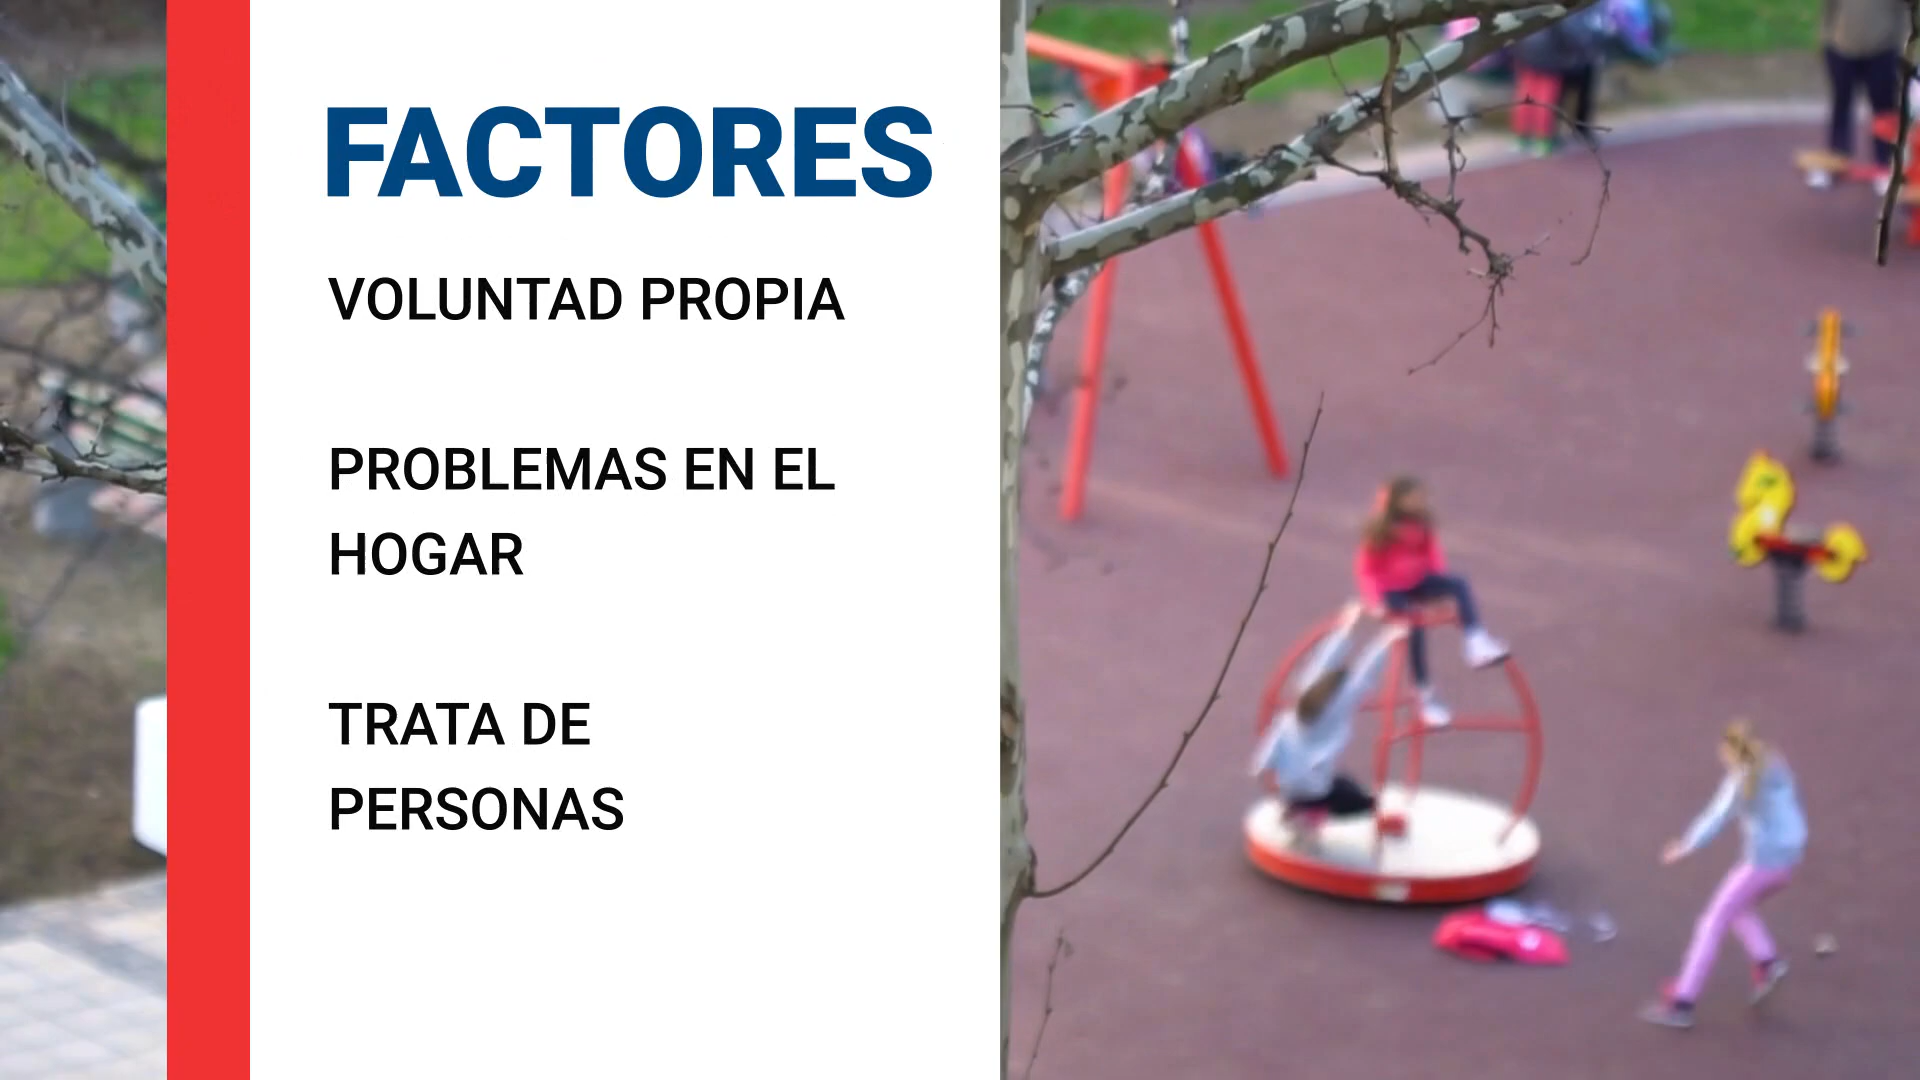 FACTORES
VOLUNTAD PROPIA
PROBLEMAS EN EL
HOGAR
TRATA DE
PERSONAS